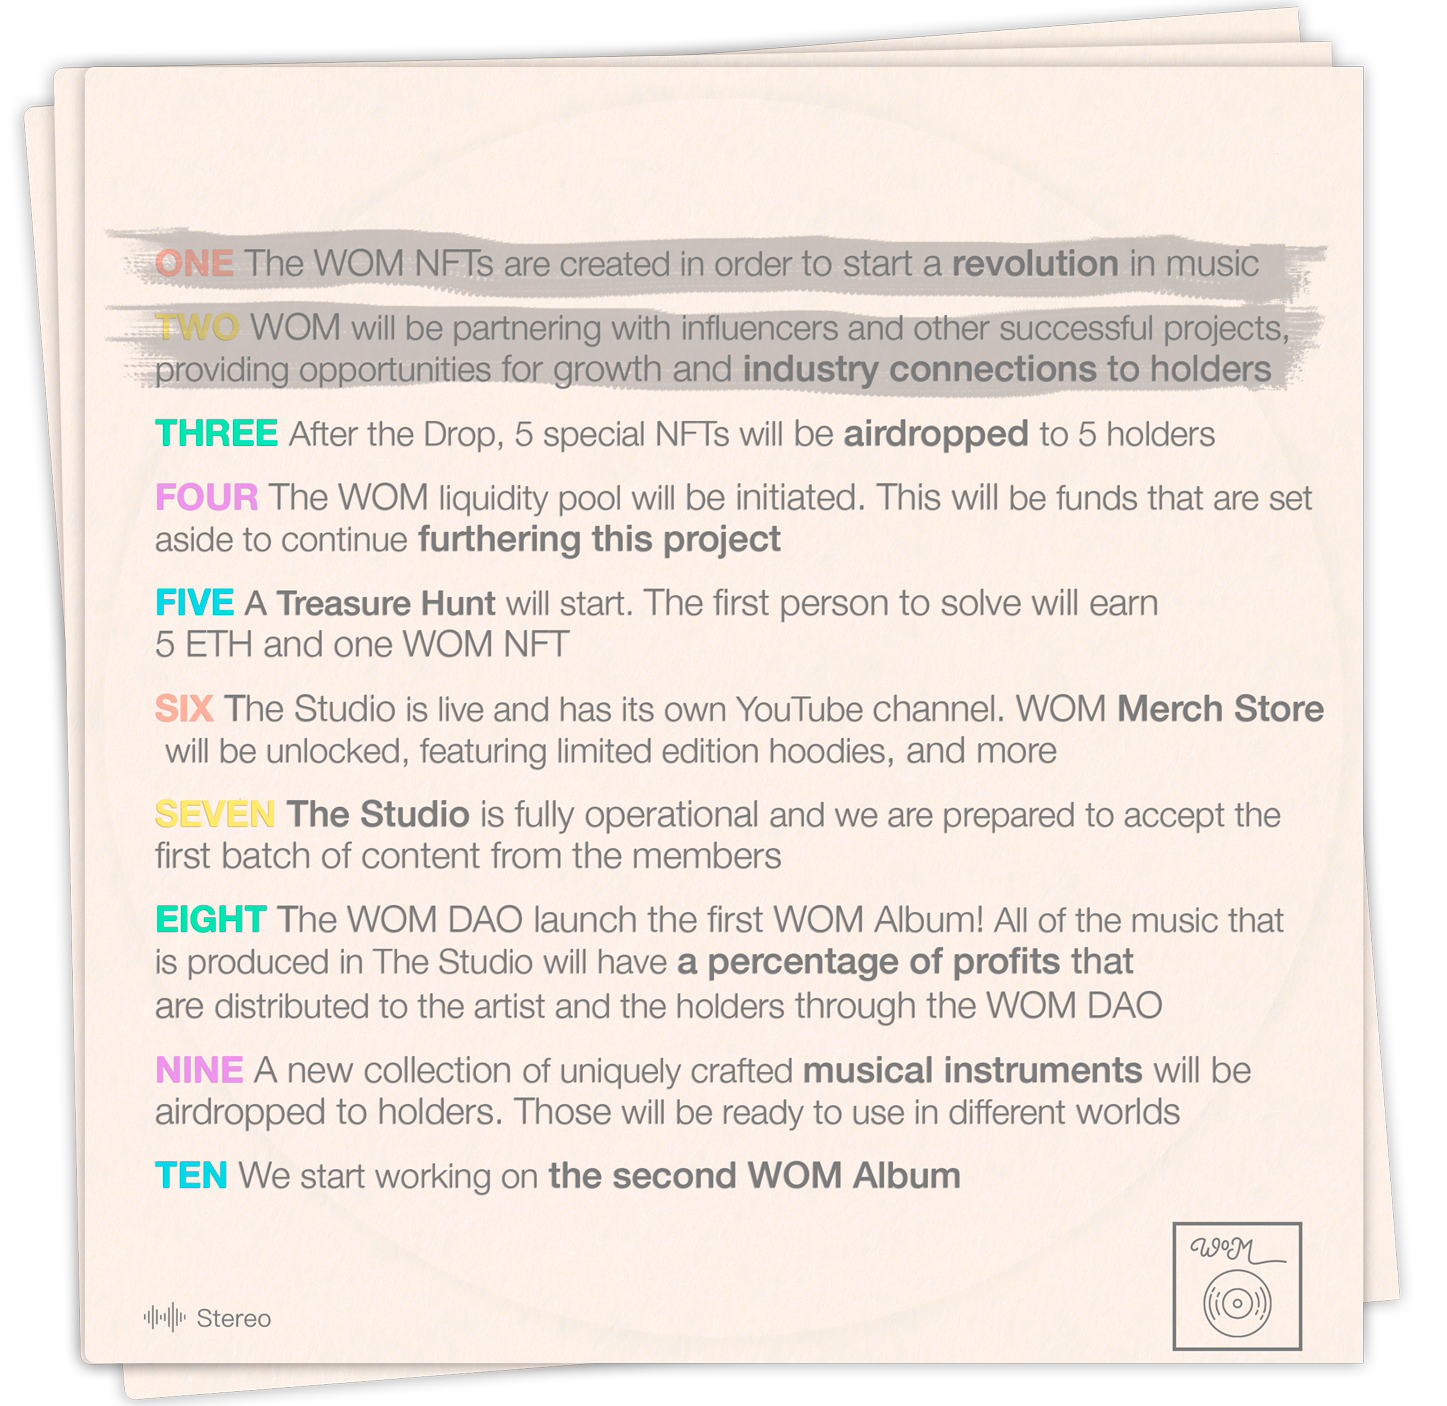 ONE The WOM NFTs are created in order to start a revolution in music
TWO WOM will be partnering with influencers and other successful projects,
providing opportunities for growth and industry connections to holders
THREE After the Drop, 5 special NFTs will be airdropped to 5 holders
FOUR The WOM liquidity pool will be initiated. This will be funds that are set
aside to continue furthering this project
FIVE A Treasure Hunt will start. The first person to solve will earn
5 ETH and one WOM NFT
SIX The Studio is live and has its own YouTube channel. WOM Merch Store
will be unlocked, featuring limited edition hoodies, and more
SEVEN The Studio is fully operational and we are prepared to accept the
first batch of content from the members
EIGHT The WOM DAO launch the first WOM Album! All of the music that
is produced in The Studio will have a percentage of profits that
are distributed to the artist and the holders through the WOM DAO
NINE A new collection of uniquely crafted musical instruments will be
airdropped to holders. Those will be ready to use in different worlds
TEN We start working on the second WOM Album
WoM
Stereo